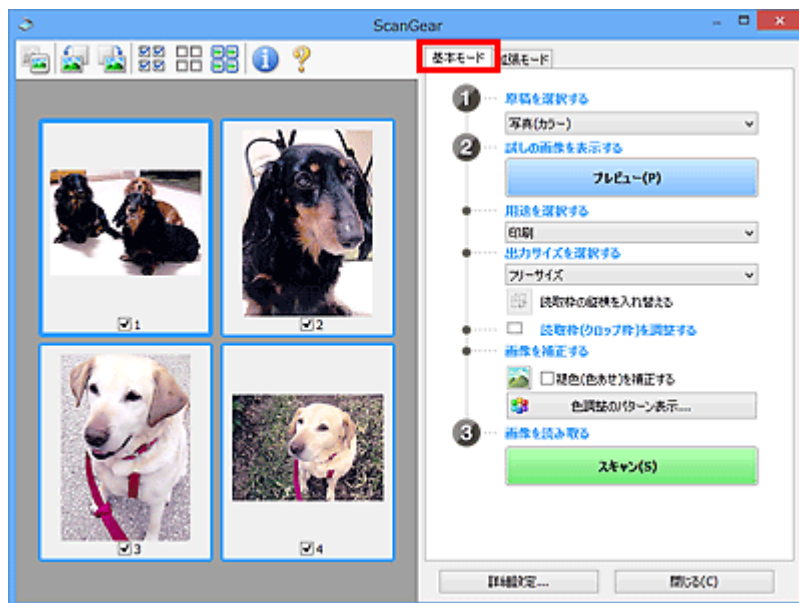 ScanGear
基本モード
拡張モード
1
原稿を選択する
写真(カラー)
2
試しの画像を表示する
プレビュー(P)
用途を選択する
印刷
出力サイズを選択する
フリーサイズ
読取枠の縦横を入れ替える
読取枠(クロップ枠)を調整する
画像を補正する
褪色(色あせ)を補正する
色調整のパターン表示...
3
画像を読み取る
スキャン(S)
詳細設定...
閉じる(C)
1
2
3
4